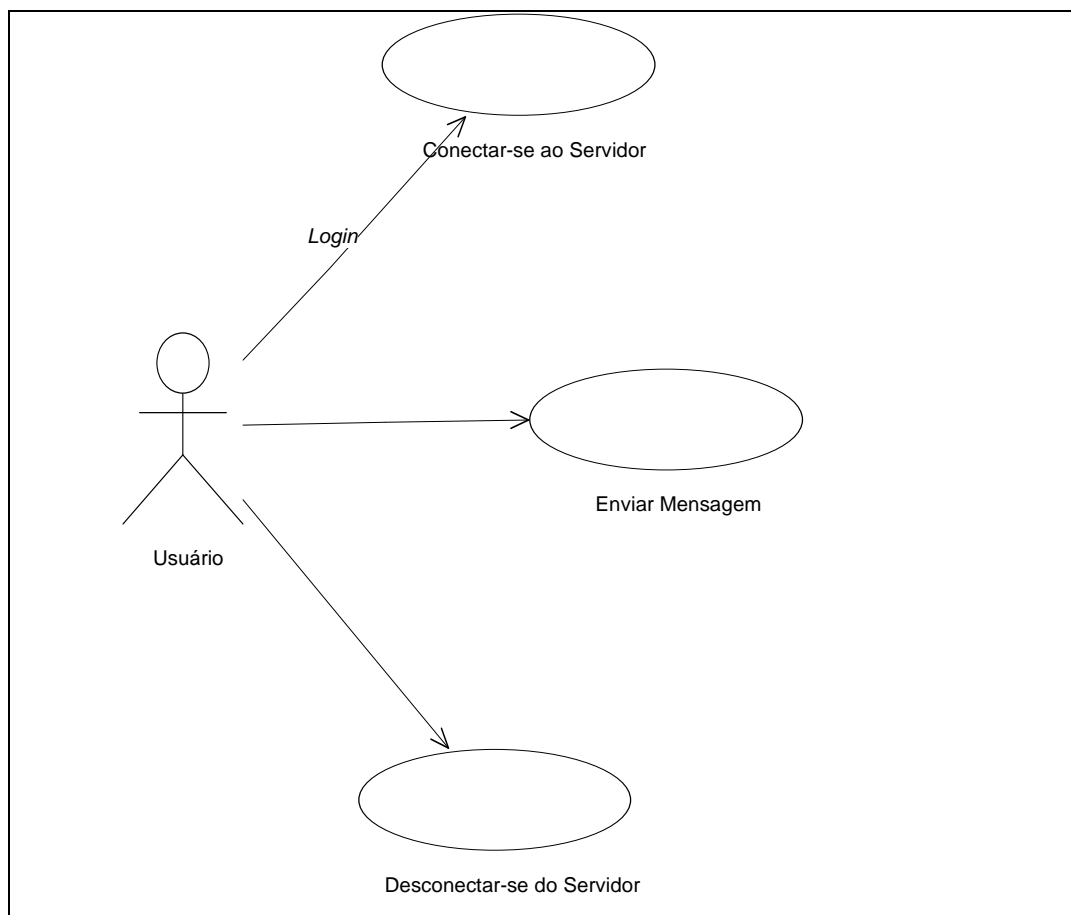 Conectar-se ao Servidor
Login
Enviar Mensagem
Usuário
Desconectar-se do Servidor